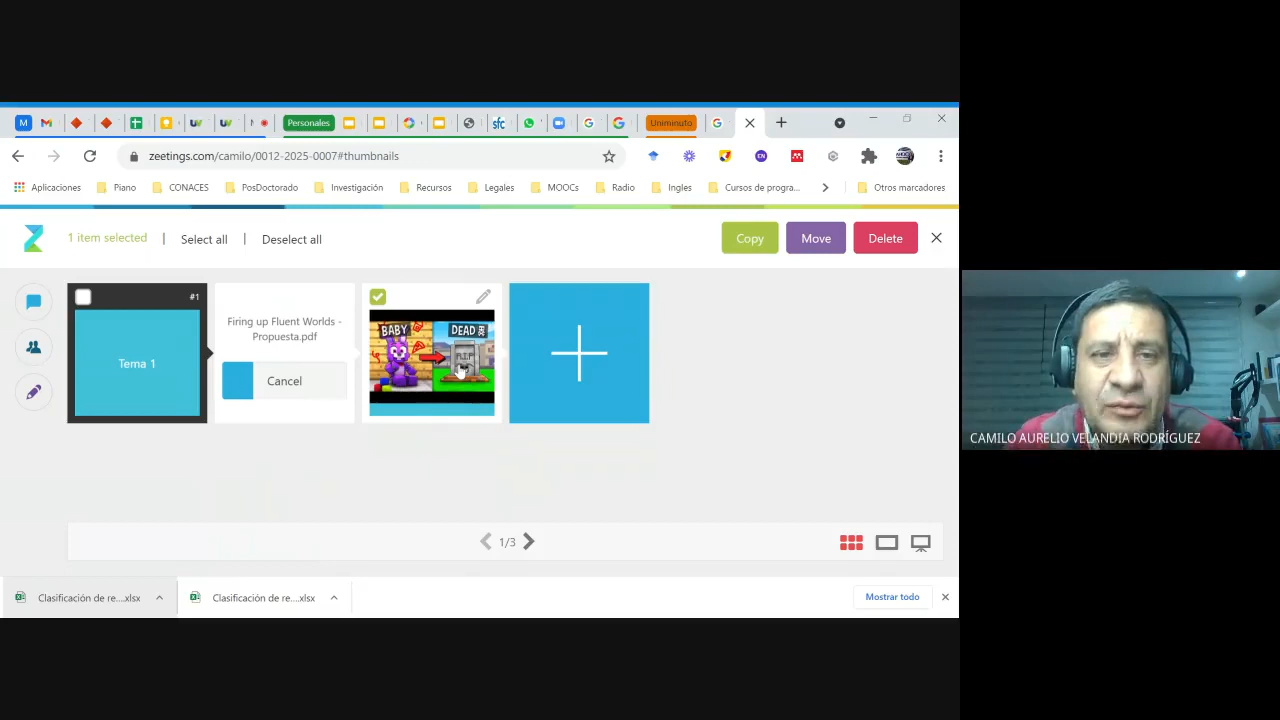 Personales
Uniminuto
zeetings.com/camilo/0012-2025-0007#thumbnails
Aplicaciones
Piano
CONACES
PosDoctorado
Investigación
Recursos
Legales
MOOCs
Radio
Ingles
Cursos de progra...
Otros marcadores
1 item selected | Select all | Deselect all
Copy
Move
Delete
#1
Tema 1
Firing up Fluent Worlds -
Propuesta.pdf
Cancel
BABY
DEAD
RIP
1/3
Clasificación de re....xlsx
Clasificación de re....xlsx
Mostrar todo
CAMILO AURELIO VELANDIA RODRÍGUEZ